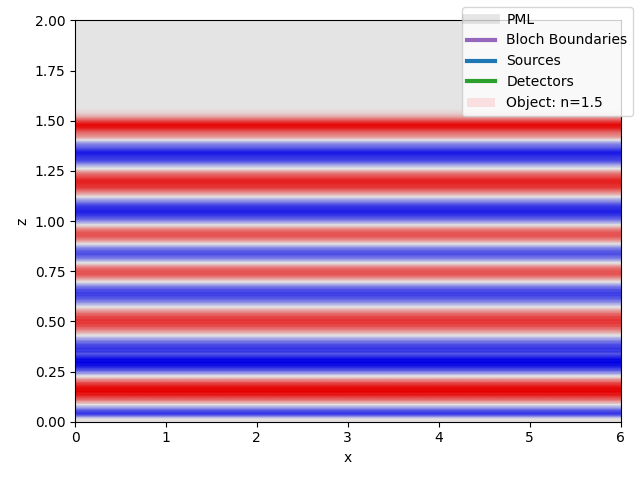 2.00
1.75
1.50
1.25
1.00
0.75
0.50
0.25
0.00
z
0 1 2 3 4 5 6
x
PML
Bloch Boundaries
Sources
Detectors
Object: n=1.5